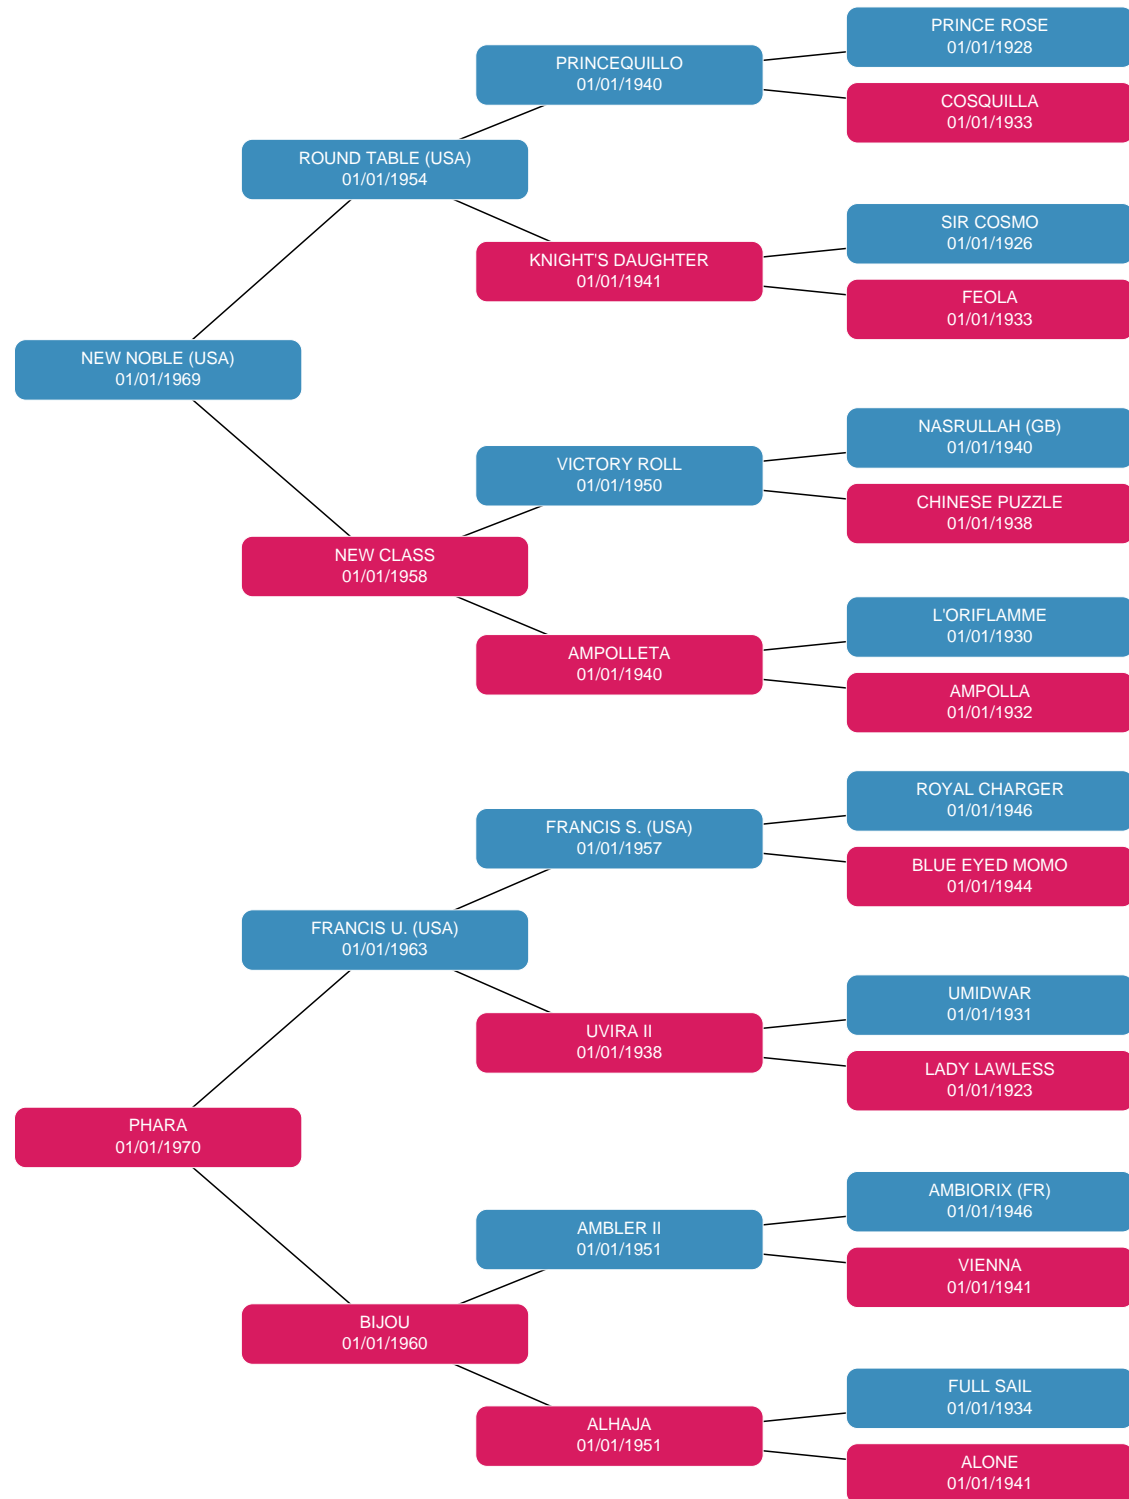 PRINCE ROSE
01/01/1928
PRINCEQUILLO
01/01/1940
COSQUILLA
01/01/1933
ROUND TABLE (USA)
01/01/1954
SIR COSMO
01/01/1926
KNIGHT'S DAUGHTER
01/01/1941
FEOLA
01/01/1933
NEW NOBLE (USA)
01/01/1969
NASRULLAH (GB)
01/01/1940
VICTORY ROLL
01/01/1950
CHINESE PUZZLE
01/01/1938
NEW CLASS
01/01/1958
L'ORIFLAMME
01/01/1930
AMPOLLETA
01/01/1940
AMPOLLA
01/01/1932
ROYAL CHARGER
01/01/1946
FRANCIS S. (USA)
01/01/1957
BLUE EYED MOMO
01/01/1944
FRANCIS U. (USA)
01/01/1963
UMIDWAR
01/01/1931
UVIRA II
01/01/1938
LADY LAWLESS
01/01/1923
PHARA
01/01/1970
AMBIORIX (FR)
01/01/1946
AMBLER II
01/01/1951
VIENNA
01/01/1941
BIJOU
01/01/1960
FULL SAIL
01/01/1934
ALHAJA
01/01/1951
ALONE
01/01/1941